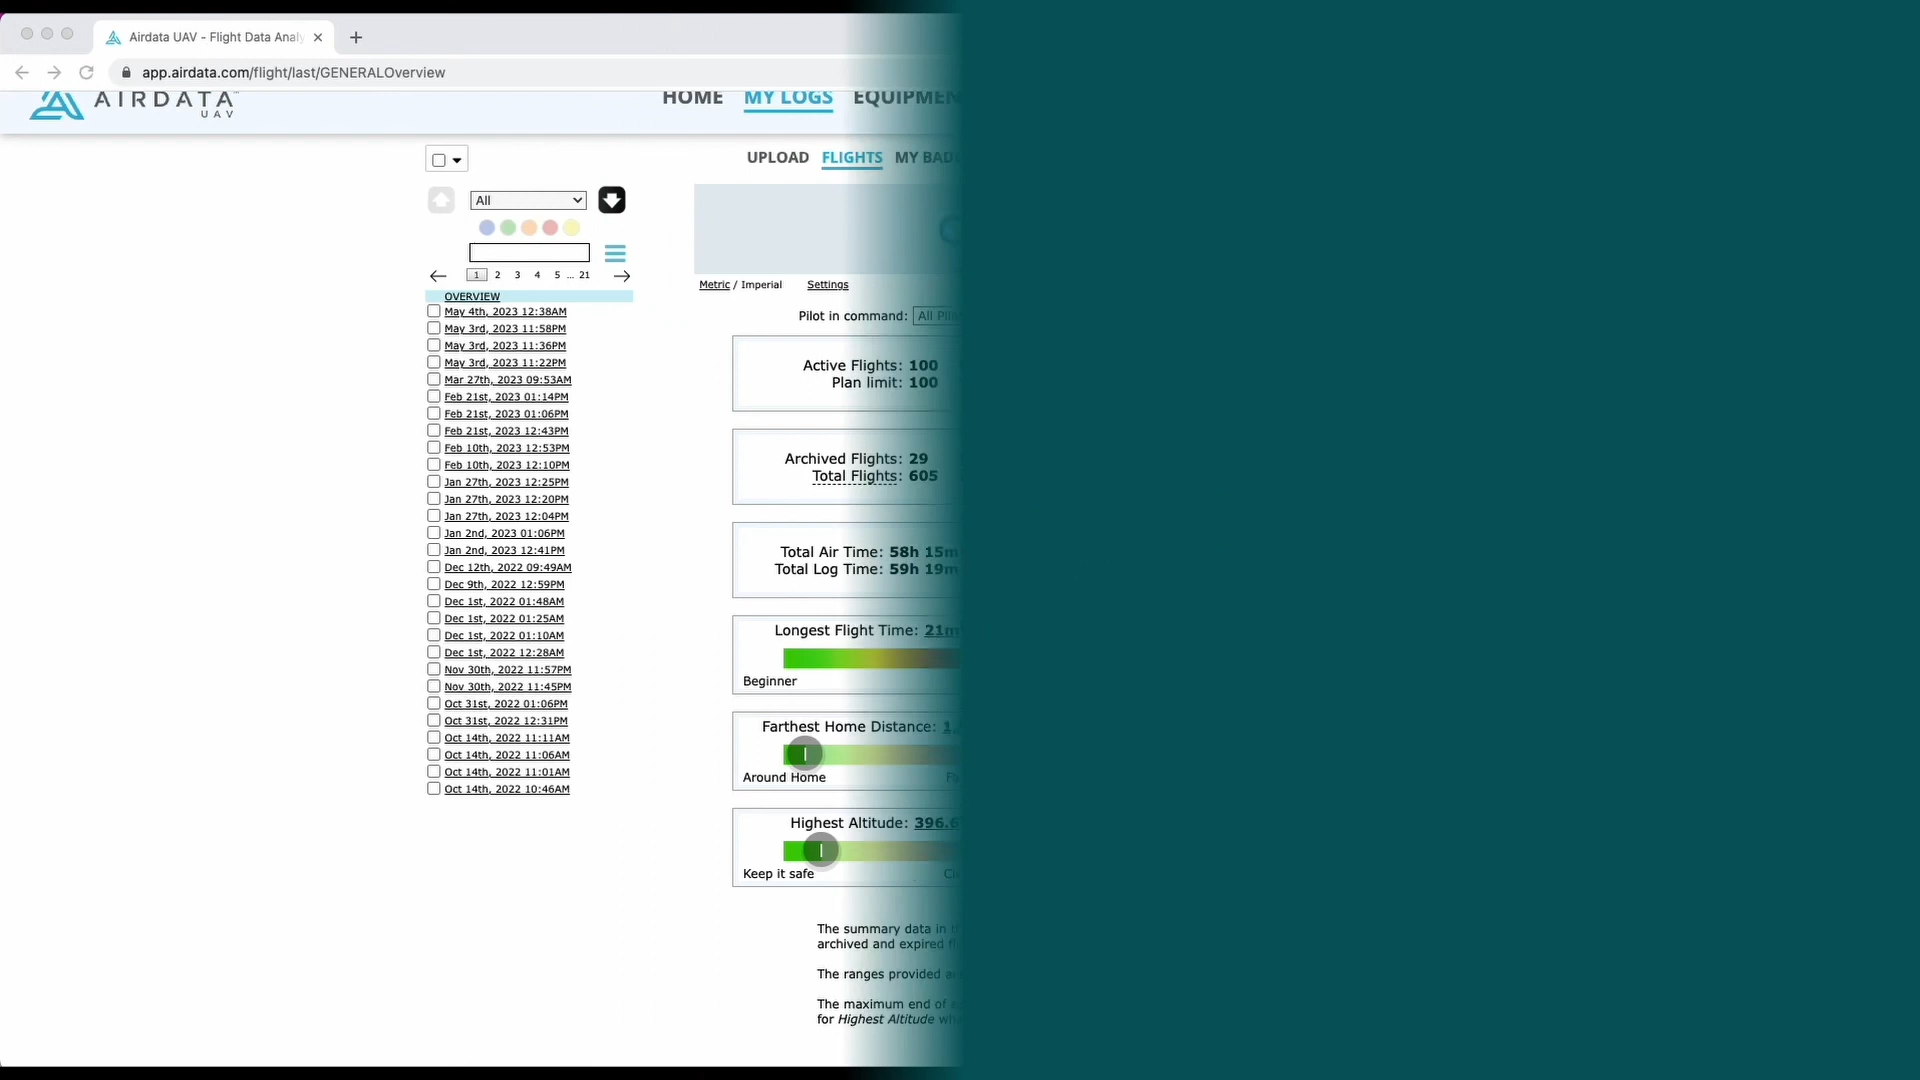 Airdata UAV - Flight Data Analy
app.airdata.com/flight/last/GENERALOverview
AIRDATA
UAV
HOME MY LOGS EQUIPMEN
UPLOAD FLIGHTS MY BAD
All
1 2 3 4 5 ... 21
OVERVIEW
May 4th, 2023 12:38AM
May 3rd, 2023 11:58PM
May 3rd, 2023 11:36PM
May 3rd, 2023 11:22PM
Mar 27th, 2023 09:53AM
Feb 21st, 2023 01:14PM
Feb 21st, 2023 01:06PM
Feb 21st, 2023 12:43PM
Feb 10th, 2023 12:53PM
Feb 10th, 2023 12:10PM
Jan 27th, 2023 12:25PM
Jan 27th, 2023 12:20PM
Jan 27th, 2023 12:04PM
Jan 2nd, 2023 01:06PM
Jan 2nd, 2023 12:41PM
Dec 12th, 2022 09:49AM
Dec 9th, 2022 12:59PM
Dec 1st, 2022 01:48AM
Dec 1st, 2022 01:25AM
Dec 1st, 2022 01:10AM
Dec 1st, 2022 12:28AM
Nov 30th, 2022 11:57PM
Nov 30th, 2022 11:45PM
Oct 31st, 2022 01:06PM
Oct 31st, 2022 12:31PM
Oct 14th, 2022 11:11AM
Oct 14th, 2022 11:06AM
Oct 14th, 2022 11:01AM
Oct 14th, 2022 10:46AM
Metric / Imperial Settings
Pilot in command: All
Active Flights: 100
Plan limit: 100
Archived Flights: 29
Total Flights: 605
Total Air Time: 58h 15m
Total Log Time: 59h 19m
Longest Flight Time: 21m
Beginner
Farthest Home Distance: 1,
Around Home
Highest Altitude: 396.6
Keep it safe
The summary data in
archived and expired
The ranges provided
The maximum end of
for Highest Altitude